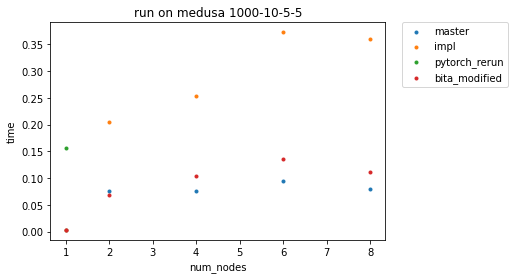 run on medusa 1000-10-5-5
master
impl
pytorch_rerun
bita_modified
time
0.35
0.30
0.25
0.20
0.15
0.10
0.05
0.00
1 2 3 4 5 6 7 8
num_nodes